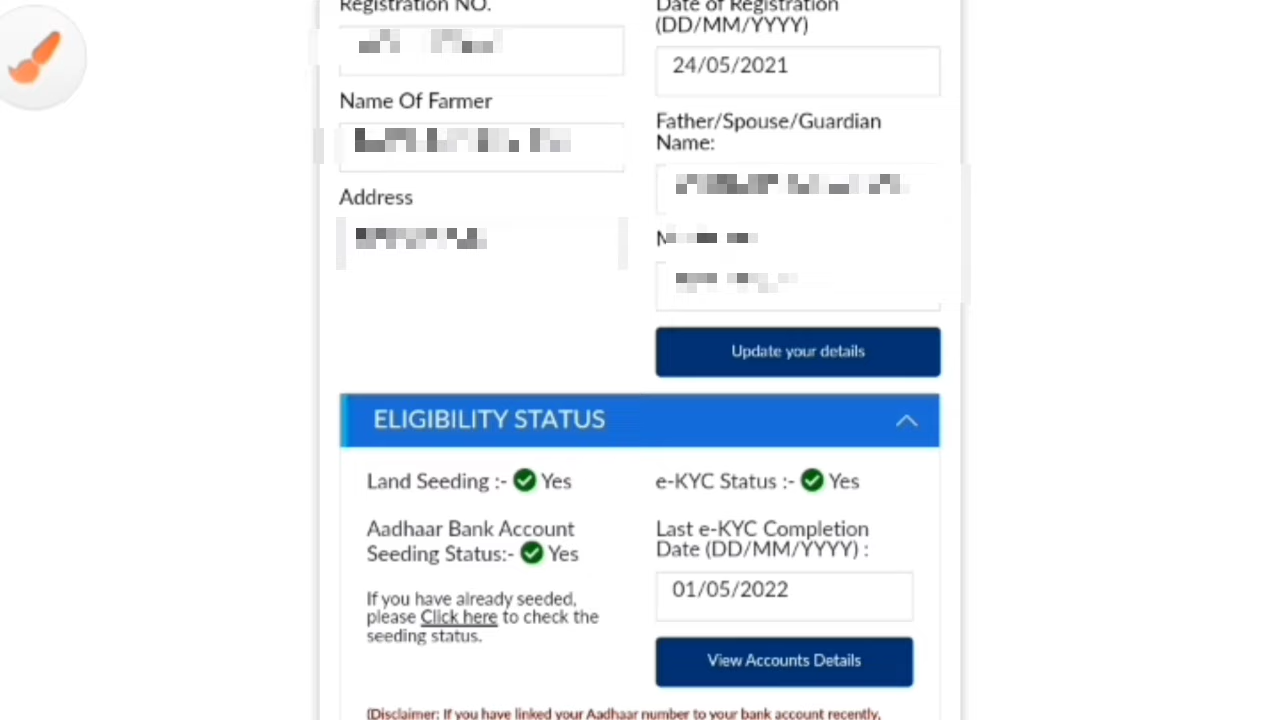 Registration NO.
Date of Registration
(DD/MM/YYYY)
24/05/2021
Name Of Farmer
Father/Spouse/Guardian
Name:
Address
Update your details
ELIGIBILITY STATUS
Land Seeding :- Yes
e-KYC Status :- Yes
Aadhaar Bank Account
Seeding Status:- Yes
Last e-KYC Completion
Date (DD/MM/YYYY) :
01/05/2022
If you have already seeded,
please Click here to check the
seeding status.
View Accounts Details
(Disclaimer: If you have linked your Aadhaar number to your bank account recently,